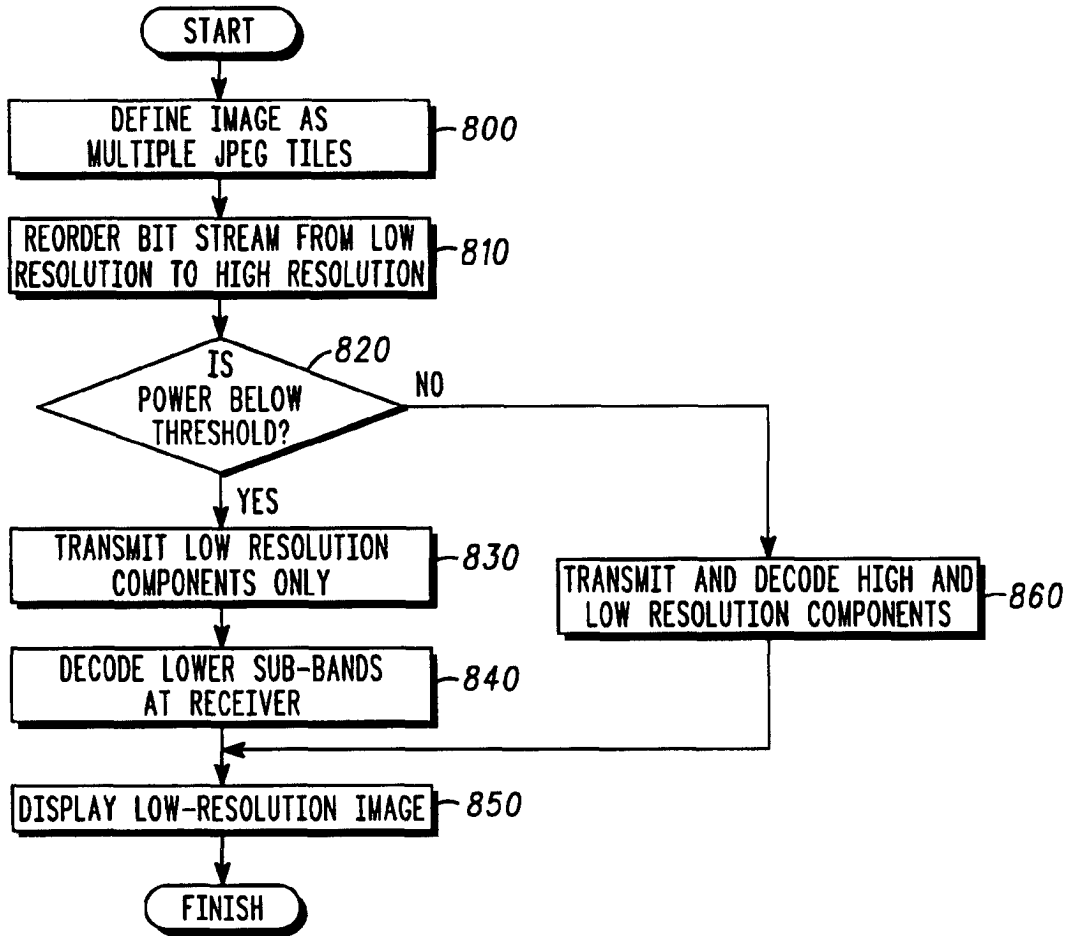 START
DEFINE IMAGE AS
MULTIPLE JPEG TILES
800
REORDER BIT STREAM FROM LOW
RESOLUTION TO HIGH RESOLUTION
810
IS
POWER BELOW
THRESHOLD?
820
NO
YES
TRANSMIT LOW RESOLUTION
COMPONENTS ONLY
830
TRANSMIT AND DECODE HIGH AND
LOW RESOLUTION COMPONENTS
860
DECODE LOWER SUB-BANDS
AT RECEIVER
840
DISPLAY LOW-RESOLUTION IMAGE
850
FINISH